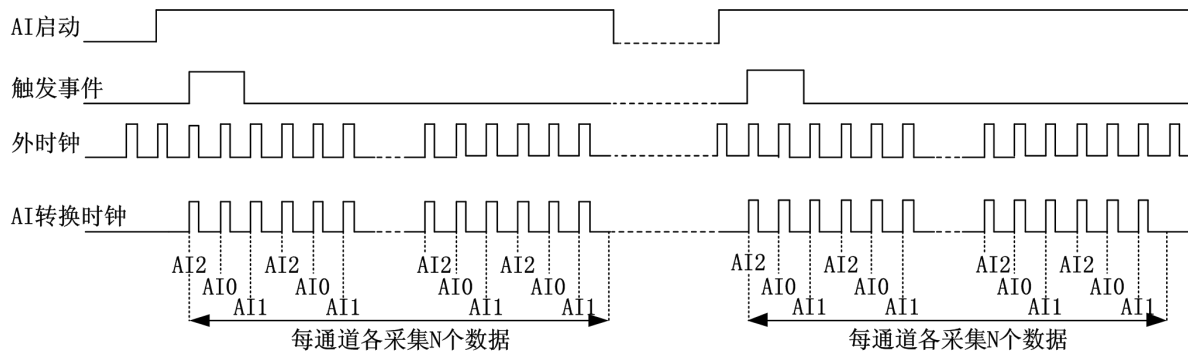 AI启动
触发事件
外时钟
AI转换时钟
AI2 AI2 AI2 AI2 AI2 AI2 AI2 AI2
AI0 AI0 AI0 AI0 AI0 AI0 AI0 AI0
AI1 AI1 AI1 AI1 AI1 AI1 AI1 AI1
每通道各采集N个数据 每通道各采集N个数据